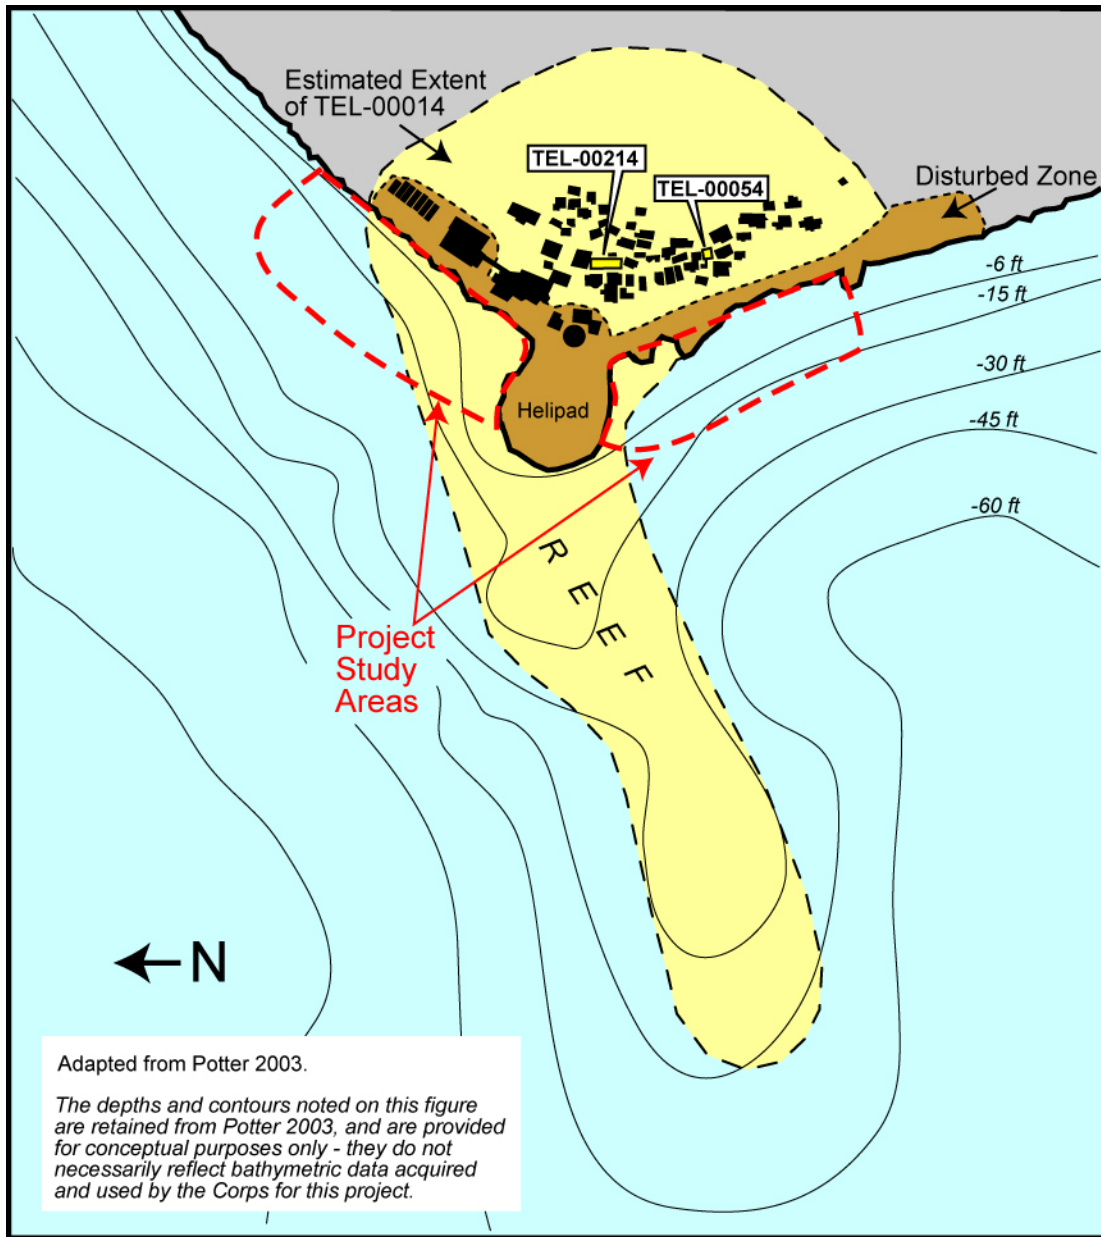 Estimated Extent
of TEL-00014
TEL-00214
TEL-00054
Disturbed Zone
-6 ft
-15 ft
-30 ft
-45 ft
-60 ft
Helipad
REEF
Project
Study
Areas
N
Adapted from Potter 2003.
The depths and contours noted on this figure
are retained from Potter 2003, and are provided
for conceptual purposes only - they do not
necessarily reflect bathymetric data acquired
and used by the Corps for this project.